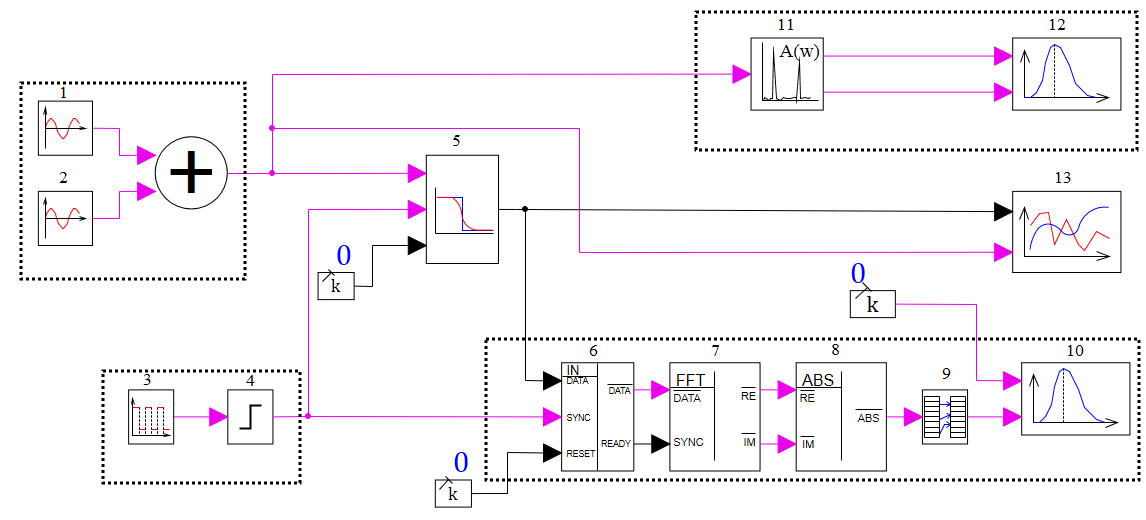 11
12
A(w)
1
2
5
13
0
k
0
k
3
4
6
7
8
9
10
IN
DATA
SYNC
RESET
DATA
READY
FFT
DATA
SYNC
RE
IM
ABS
RE
IM
ABS
0
k